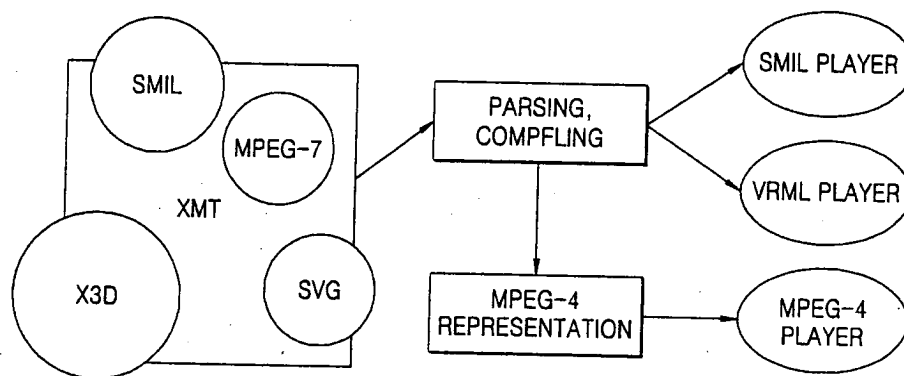 SMIL
MPEG-7
XMT
X3D
SVG
PARSING,
COMPFLING
MPEG-4
REPRESENTATION
SMIL PLAYER
VRML PLAYER
MPEG-4
PLAYER